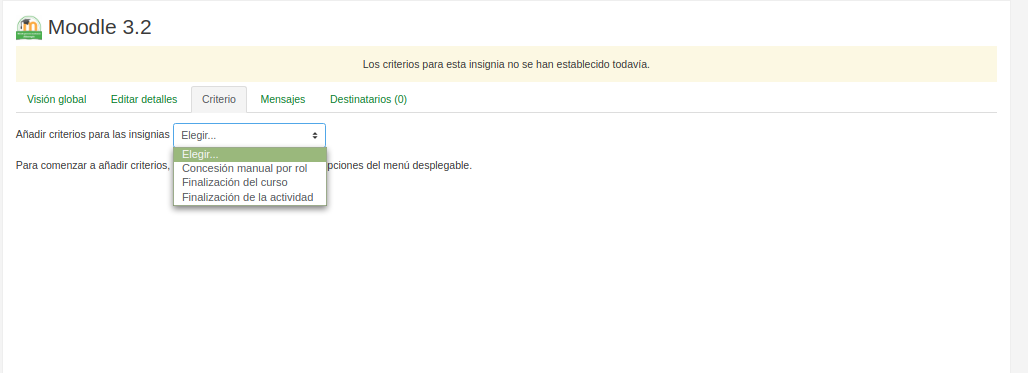 Moodle 3.2
Los criterios para esta insignia no se han establecido todavía.
Visión global Editar detalles Criterio Mensajes Destinatarios (0)
Añadir criterios para las insignias Elegir...
Elegir...
Para comenzar a añadir criterios, pciones del menú desplegable.
Concesión manual por rol
Finalización del curso
Finalización de la actividad